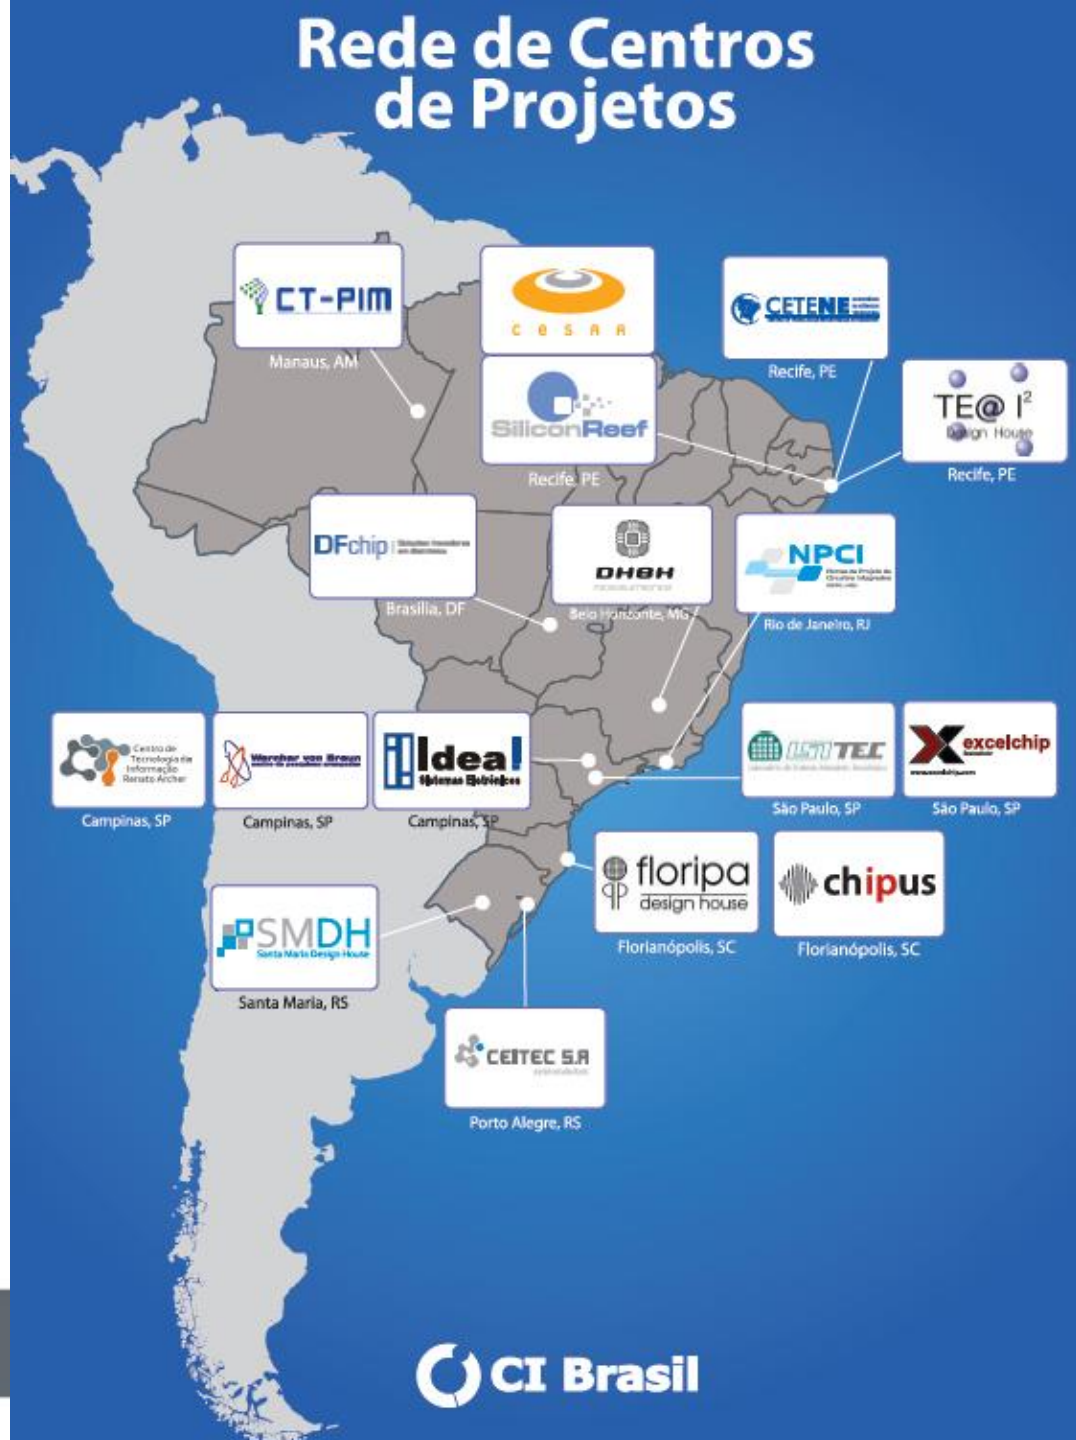 Rede de Centros
de Projetos
CT-PIM
Manaus, AM
cesar
SiliconReef
Recife, PE
CETENE
Recife, PE
TE@I²
Design House
Recife, PE
DFchip
Brasília, DF
DHBH
Belo Horizonte, MG
NPCI
Rio de Janeiro, RJ
Centro de
Tecnologia da
Informação
Renato Archer
Campinas, SP
Wernher von Braun
Campinas, SP
Idea!
Sistemas Eletrônicos
Campinas, SP
LSI TEC
São Paulo, SP
excelchip
São Paulo, SP
floripa
design house
Florianópolis, SC
chipus
Florianópolis, SC
SMDH
Santa Maria Design House
Santa Maria, RS
CEITEC S.A
Porto Alegre, RS
CI Brasil